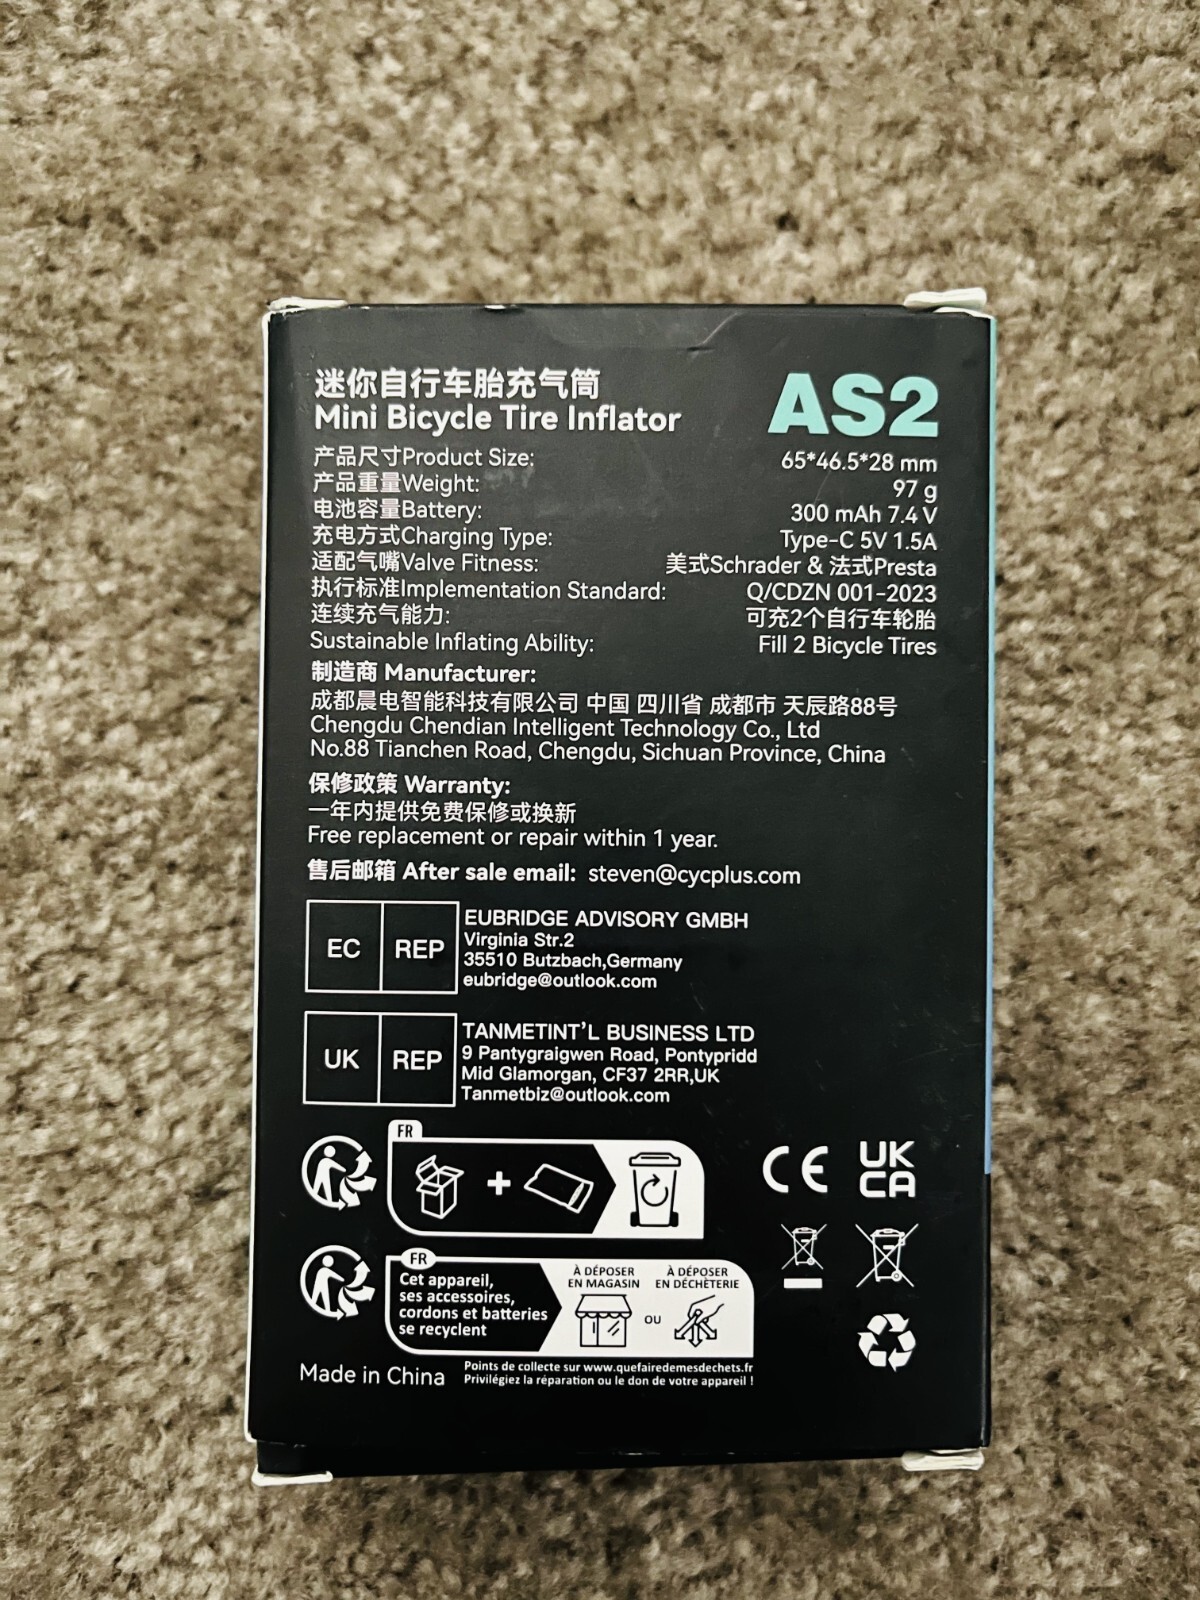 迷你自行车胎充气筒
Mini Bicycle Tire Inflator
AS2
产品尺寸Product Size: 65*46.5*28 mm
产品重量Weight: 97 g
电池容量Battery: 300 mAh 7.4 V
充电方式Charging Type: Type-C 5V 1.5A
适配气嘴Valve Fitness: 美式Schrader & 法式Presta
执行标准Implementation Standard: Q/CDZN 001-2023
连续充气能力: 可充2个自行车轮胎
Sustainable Inflating Ability: Fill 2 Bicycle Tires
制造商 Manufacturer:
成都晨电智能科技有限公司 中国 四川省 成都市 天辰路88号
Chengdu Chendian Intelligent Technology Co., Ltd
No.88 Tianchen Road, Chengdu, Sichuan Province, China
保修政策 Warranty:
一年内提供免费保修或换新
Free replacement or repair within 1 year.
售后邮箱 After sale email: steven@cycplus.com
EC REP
EUBRIDGE ADVISORY GMBH
Virginia Str.2
35510 Butzbach,Germany
eubridge@outlook.com
UK REP
TANMETINT'L BUSINESS LTD
9 Pantygraigwen Road, Pontypridd
Mid Glamorgan, CF37 2RR,UK
Tanmetbiz@outlook.com
FR
+
CE
UK
CA
FR
Cet appareil,
ses accessoires,
cordons et batteries
se recyclent
À DÉPOSER
EN MAGASIN
OU
À DÉPOSER
EN DÉCHÈTERIE
Made in China
Points de collecte sur www.quefairedemesdechets.fr
Privilégiez la réparation ou le don de votre appareil !